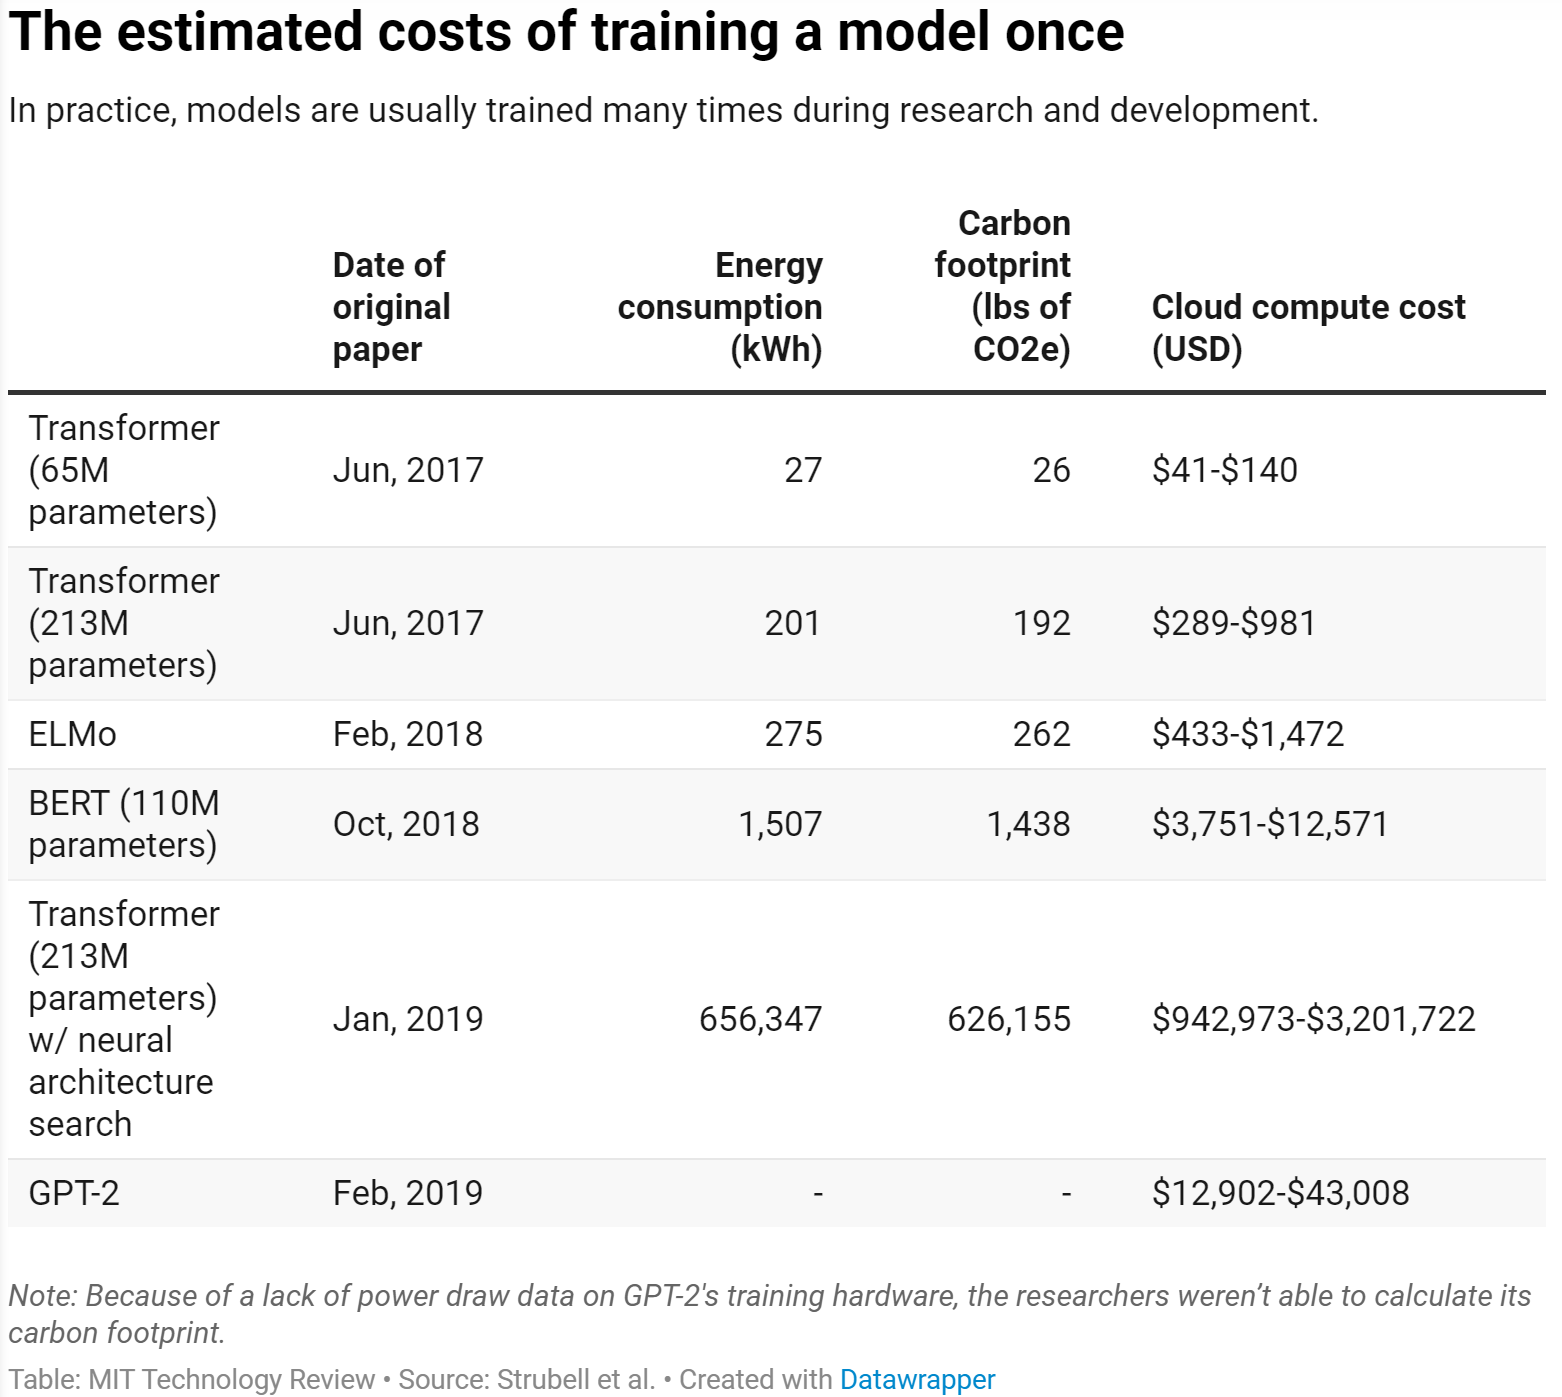 The estimated costs of training a model once
In practice, models are usually trained many times during research and development.
Date of original paper
Energy consumption (kWh)
Carbon footprint (lbs of CO2e)
Cloud compute cost (USD)
Transformer (65M parameters)
Jun, 2017
27
26
$41-$140
Transformer (213M parameters)
Jun, 2017
201
192
$289-$981
ELMo
Feb, 2018
275
262
$433-$1,472
BERT (110M parameters)
Oct, 2018
1,507
1,438
$3,751-$12,571
Transformer (213M parameters) w/ neural architecture search
Jan, 2019
656,347
626,155
$942,973-$3,201,722
GPT-2
Feb, 2019
-
-
$12,902-$43,008
Note: Because of a lack of power draw data on GPT-2's training hardware, the researchers weren’t able to calculate its
carbon footprint.
Table: MIT Technology Review • Source: Strubell et al. • Created with Datawrapper